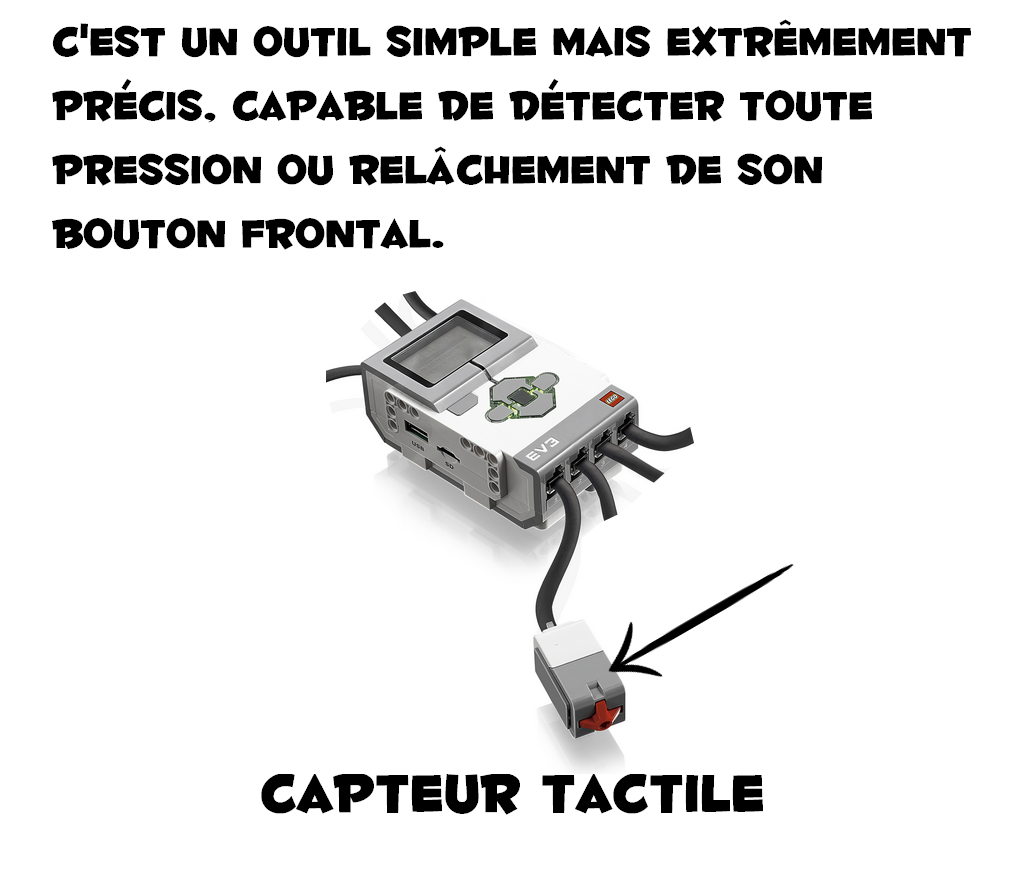 C'EST UN OUTIL SIMPLE MAIS EXTRÊMEMENT
PRÉCIS, CAPABLE DE DÉTECTER TOUTE
PRESSION OU RELÂCHEMENT DE SON
BOUTON FRONTAL.
USB
SD
EV3
LEGO
CAPTEUR TACTILE